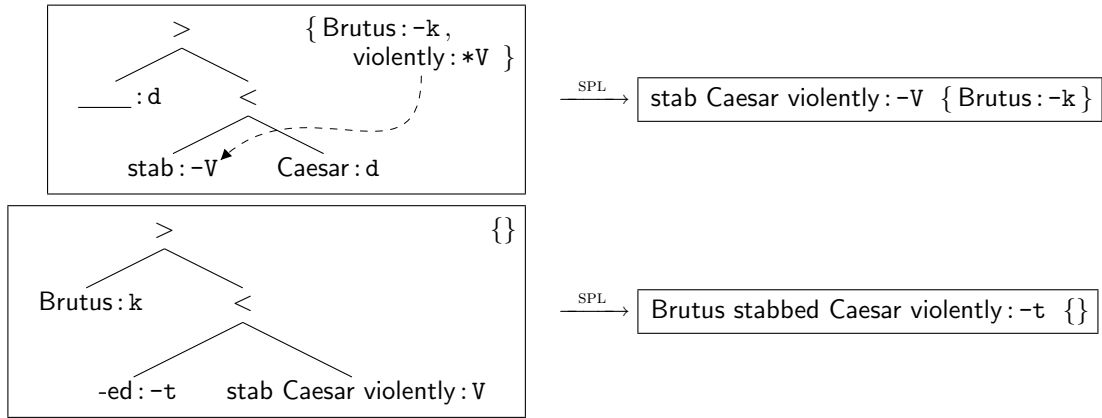 > { Brutus : -k ,
violently : *V }
____ : d <
stab : -V Caesar : d
SPL
stab Caesar violently : -V { Brutus : -k }
> {}
Brutus : k <
-ed : -t stab Caesar violently : V
SPL
Brutus stabbed Caesar violently : -t {}